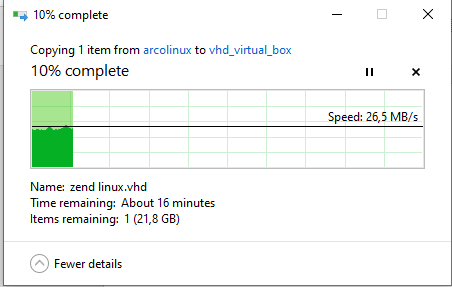 10% complete
Copying 1 item from arcolinux to vhd_virtual_box
10% complete
Speed: 26,5 MB/s
Name: zend linux.vhd
Time remaining: About 16 minutes
Items remaining: 1 (21,8 GB)
Fewer details